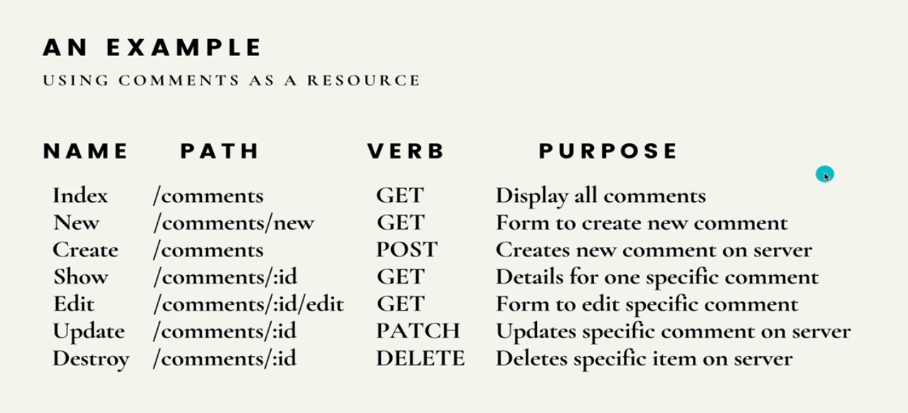 AN EXAMPLE
USING COMMENTS AS A RESOURCE
NAME PATH VERB PURPOSE
Index /comments GET Display all comments
New /comments/new GET Form to create new comment
Create /comments POST Creates new comment on server
Show /comments/:id GET Details for one specific comment
Edit /comments/:id/edit GET Form to edit specific comment
Update /comments/:id PATCH Updates specific comment on server
Destroy /comments/:id DELETE Deletes specific item on server